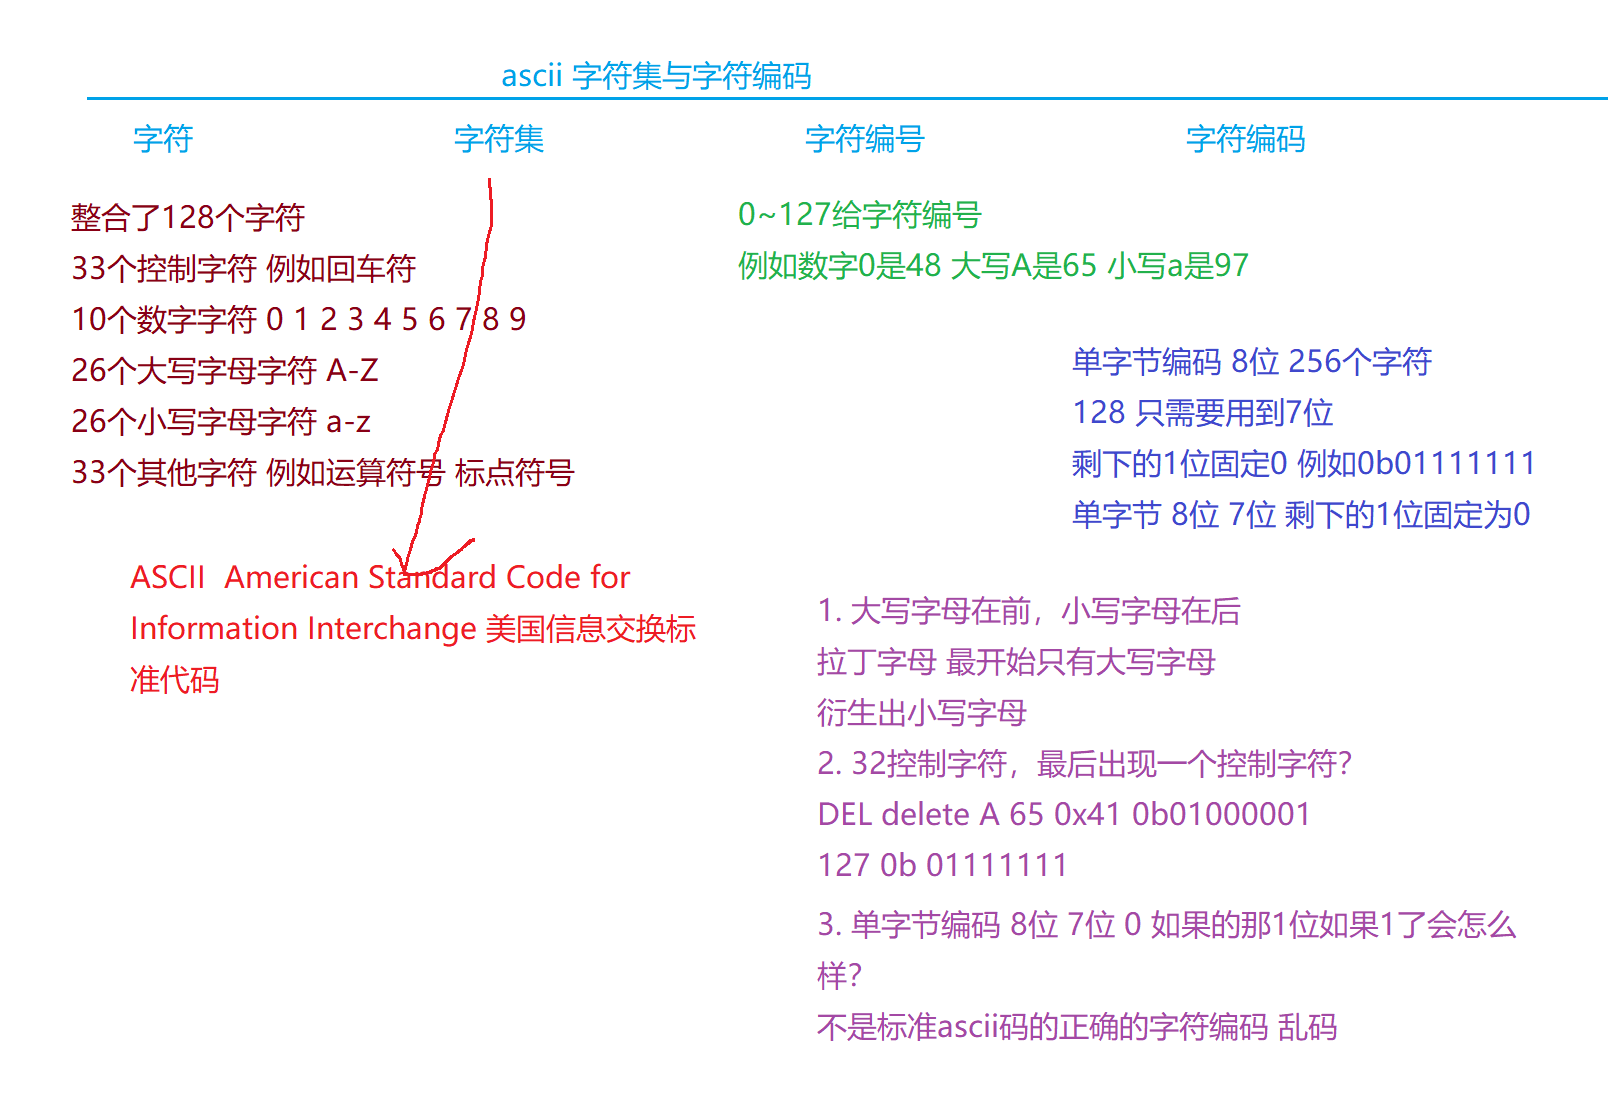 ascii 字符集与字符编码
字符 字符集 字符编号 字符编码
整合了128个字符
33个控制字符 例如回车符
10个数字字符 0 1 2 3 4 5 6 7 8 9
26个大写字母字符 A-Z
26个小写字母字符 a-z
33个其他字符 例如运算符号 标点符号
ASCII  American Standard Code for
Information Interchange 美国信息交换标
准代码
0~127给字符编号
例如数字0是48 大写A是65 小写a是97
单字节编码 8位 256个字符
128 只需要用到7位
剩下的1位固定0 例如0b01111111
单字节 8位 7位 剩下的1位固定为0
1. 大写字母在前，小写字母在后
拉丁字母 最开始只有大写字母
衍生出小写字母
2. 32控制字符，最后出现一个控制字符？
DEL delete A 65 0x41 0b01000001
127 0b 01111111
3. 单字节编码 8位 7位 0 如果的那1位如果1了会怎么
样？
不是标准ascii码的正确的字符编码 乱码